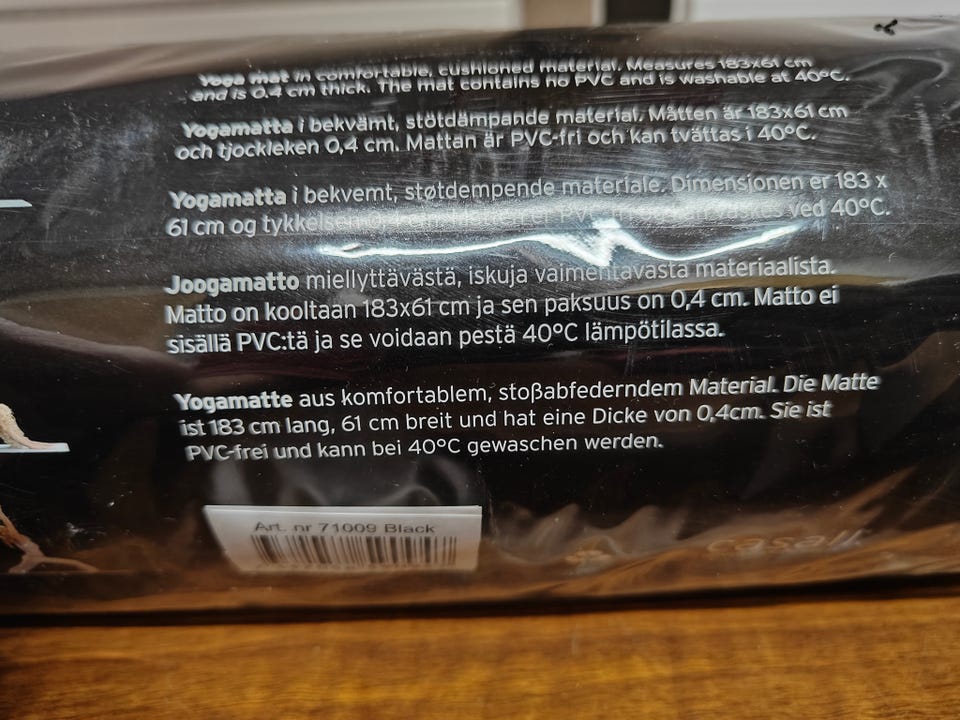 Yoga mat in comfortable, cushioned material. Measures 183x61 cm
and is 0.4 cm thick. The mat contains no PVC and is washable at 40°C.
Yogamatta i bekvämt, stötdämpande material. Måtten är 183x61 cm
och tjockleken 0,4 cm. Mattan är PVC-fri och kan tvättas i 40°C.
Yogamatta i bekvemt, støtdempende materiale. Dimensjonen er 183 x
61 cm og tykkelsen er PVC vaskes ved 40°C.
Joogamatto miellyttävästä, iskuja vaimentavasta materiaalista.
Matto on kooltaan 183x61 cm ja sen paksuus on 0,4 cm. Matto ei
sisällä PVC:tä ja se voidaan pestä 40°C lämpötilassa.
Yogamatte aus komfortablem, stoßabfederndem Material. Die Matte
ist 183 cm lang, 61 cm breit und hat eine Dicke von 0,4cm. Sie ist
PVC-frei und kann bei 40°C gewaschen werden.
Art. nr 71009 Black
casall